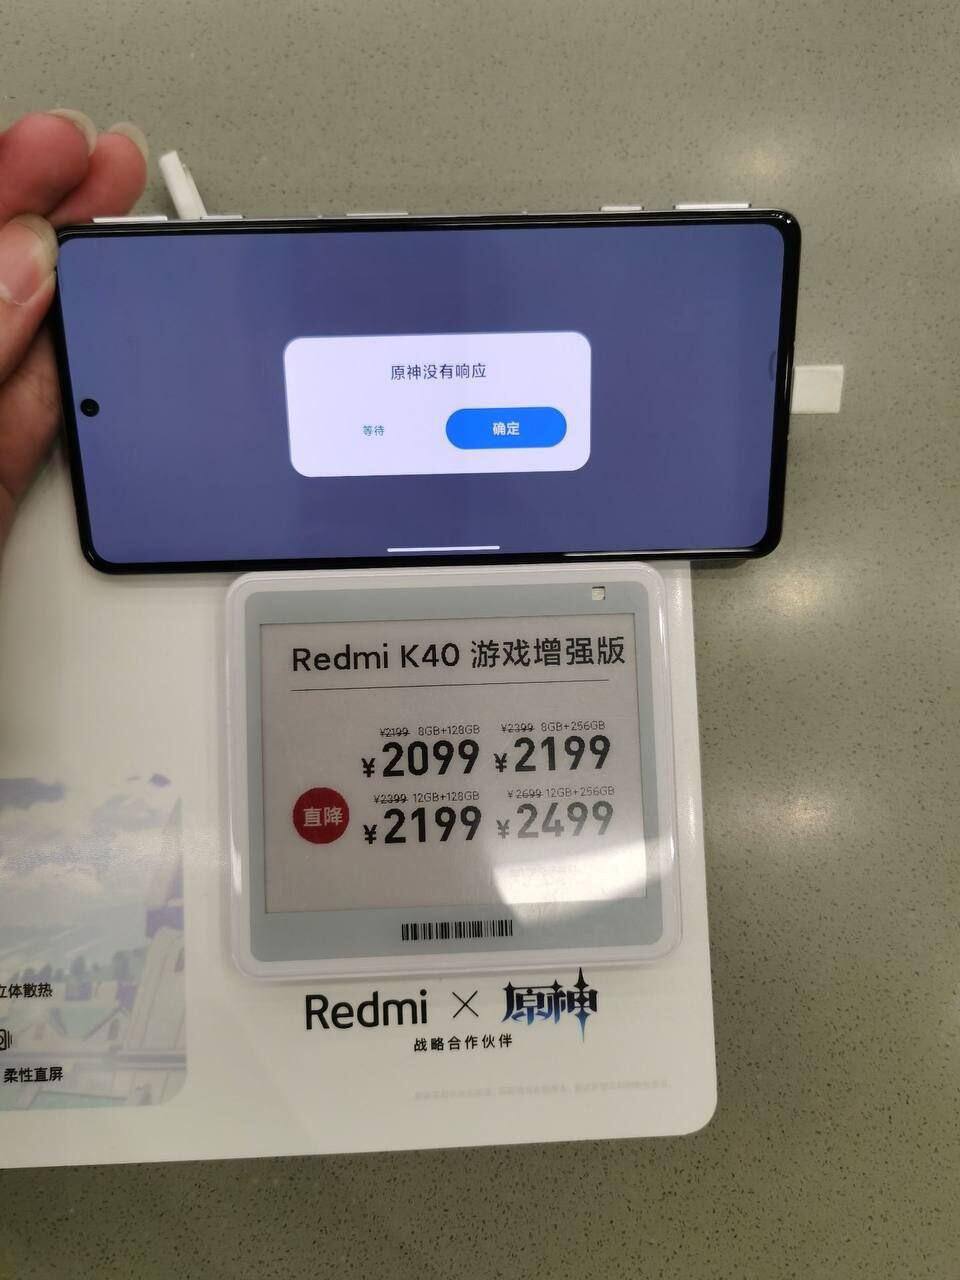 原神没有响应
等待
确定
Redmi K40 游戏增强版
¥2199 8GB+128GB
¥2099
¥2399 8GB+256GB
¥2199
直降
¥2399 12GB+128GB
¥2199
¥2699 12GB+256GB
¥2499
立体散热
柔性直屏
Redmi × 原神
战略合作伙伴